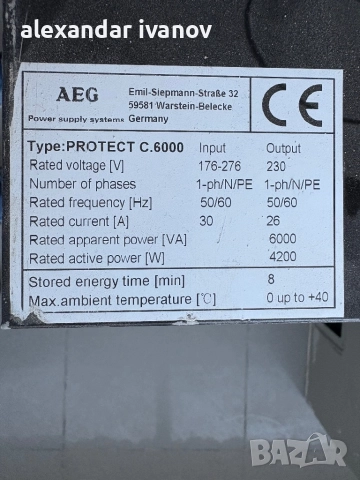 alexandar ivanov
AEG
Power supply systems
Emil-Siepmann-Straße 32
59581 Warstein-Belecke
Germany
CE
Type:PROTECT C.6000 Input Output
Rated voltage [V] 176-276 230
Number of phases 1-ph/N/PE 1-ph/N/PE
Rated frequency [Hz] 50/60 50/60
Rated current [A] 30 26
Rated apparent power [VA] 6000
Rated active power [W] 4200
Stored energy time [min] 8
Max.ambient temperature [℃] 0 up to +40
BAZAR